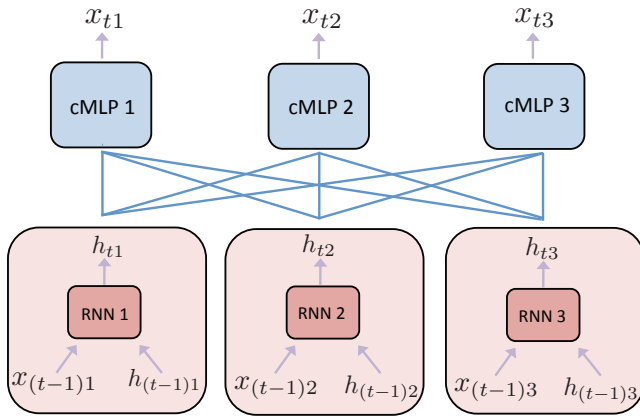 x_{t1} x_{t2} x_{t3}
cMLP 1 cMLP 2 cMLP 3
h_{t1} h_{t2} h_{t3}
RNN 1 RNN 2 RNN 3
x_{(t−1)1} h_{(t−1)1} x_{(t−1)2} h_{(t−1)2} x_{(t−1)3} h_{(t−1)3}